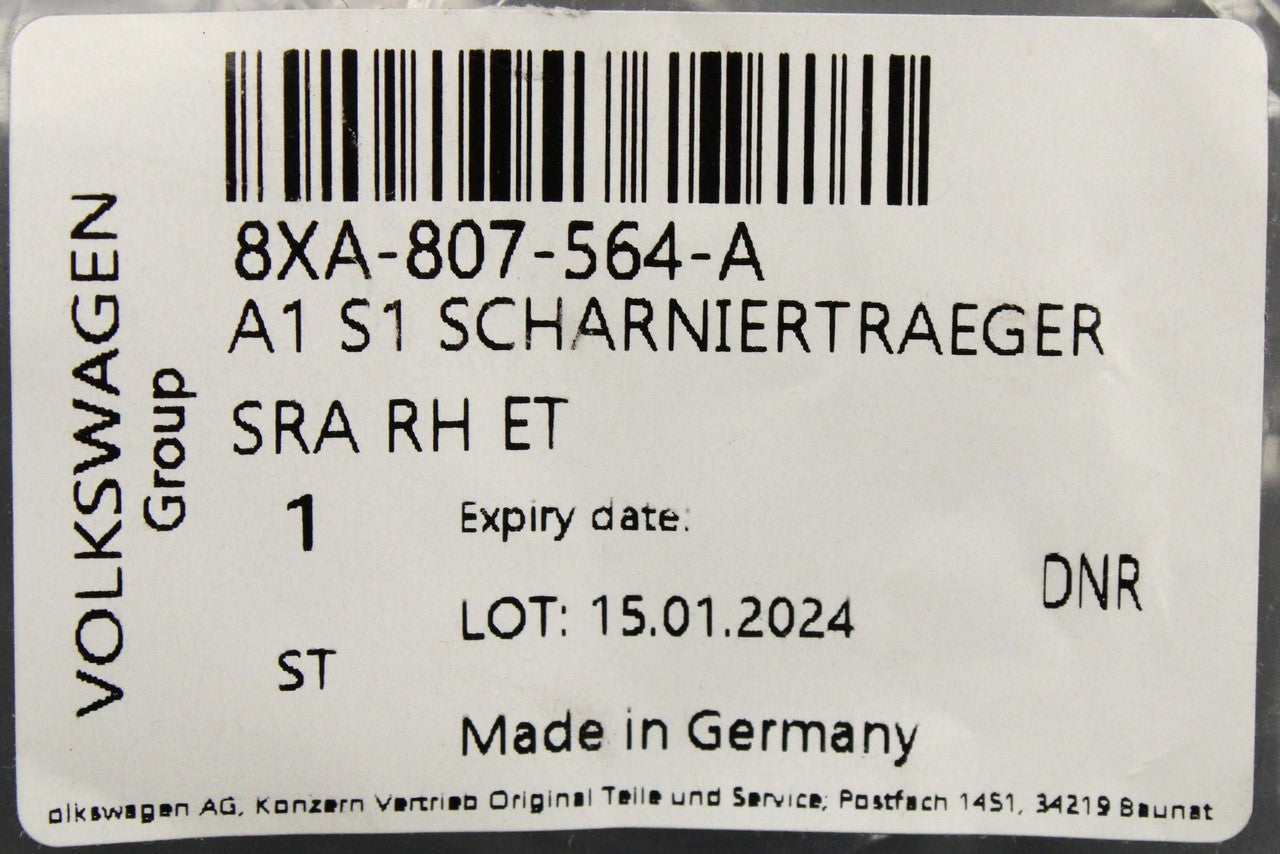 VOLKSWAGEN
Group
8XA-807-564-A
A1 S1 SCHARNIERTRAEGER
SRA RH ET
1
Expiry date:
DNR
LOT: 15.01.2024
ST
Made in Germany
olkswagen AG, Konzern Vertrieb Original Teile und Service; Postfach 1451, 34219 Baunat